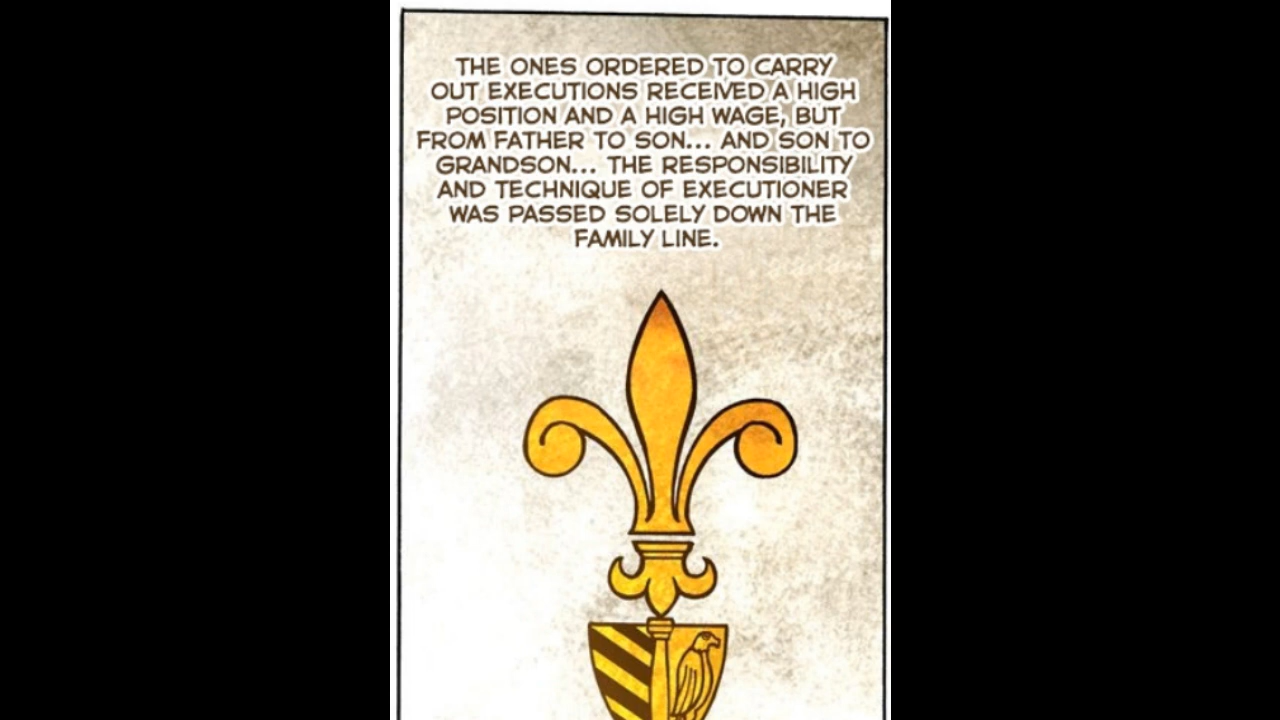 THE ONES ORDERED TO CARRY
OUT EXECUTIONS RECEIVED A HIGH
POSITION AND A HIGH WAGE, BUT
FROM FATHER TO SON... AND SON TO
GRANDSON... THE RESPONSIBILITY
AND TECHNIQUE OF EXECUTIONER
WAS PASSED SOLELY DOWN THE
FAMILY LINE.